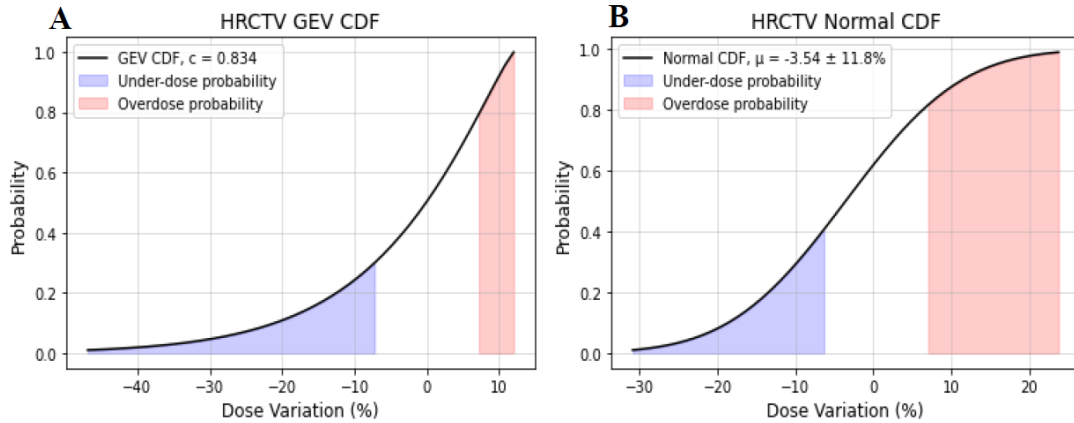 A
HRCTV GEV CDF
GEV CDF, c = 0.834
Under-dose probability
Overdose probability
Probability
1.0
0.8
0.6
0.4
0.2
0.0
−40
−30
−20
−10
0
10
Dose Variation (%)
B
HRCTV Normal CDF
Normal CDF, μ = -3.54 ± 11.8%
Under-dose probability
Overdose probability
Probability
1.0
0.8
0.6
0.4
0.2
0.0
−30
−20
−10
0
10
20
Dose Variation (%)